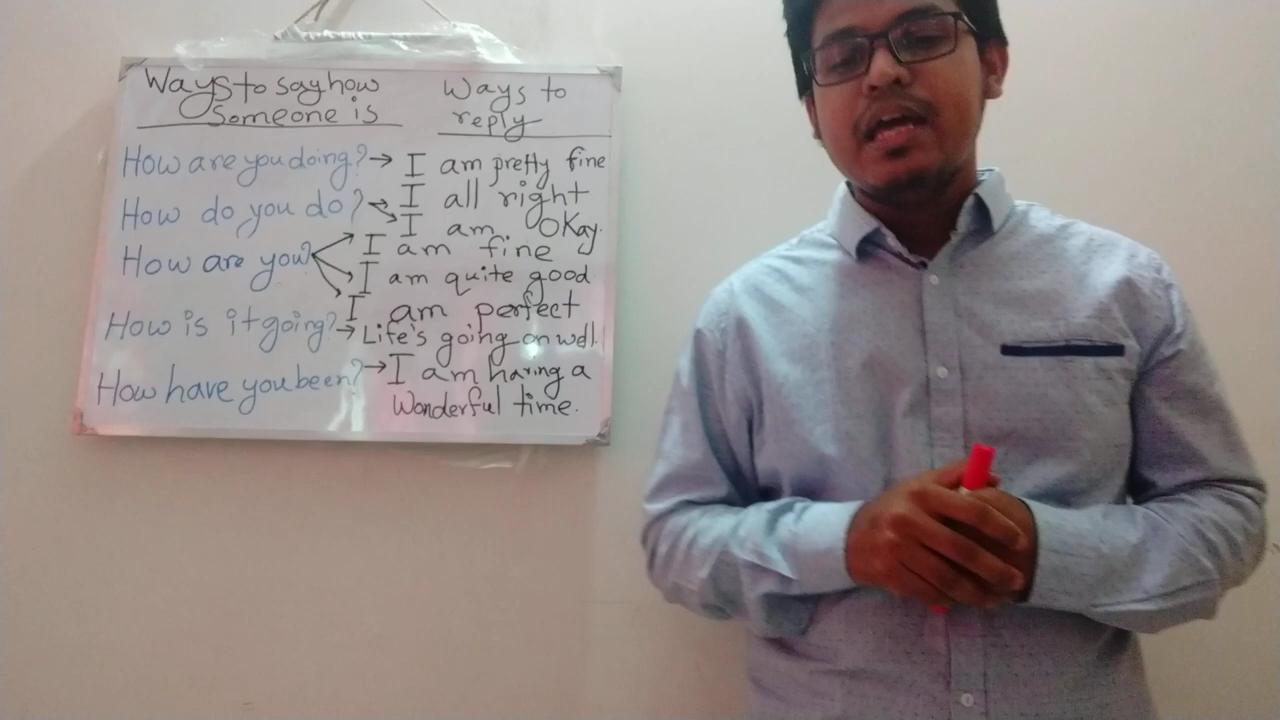 Ways to say how
someone is
Ways to
reply
How are you doing? → I am pretty fine
How do you do? → I all right
I am okay.
How are you? I am fine
I am quite good
I am perfect
How is it going? → Life's going on well.
How have you been? → I am having a
Wonderful time.